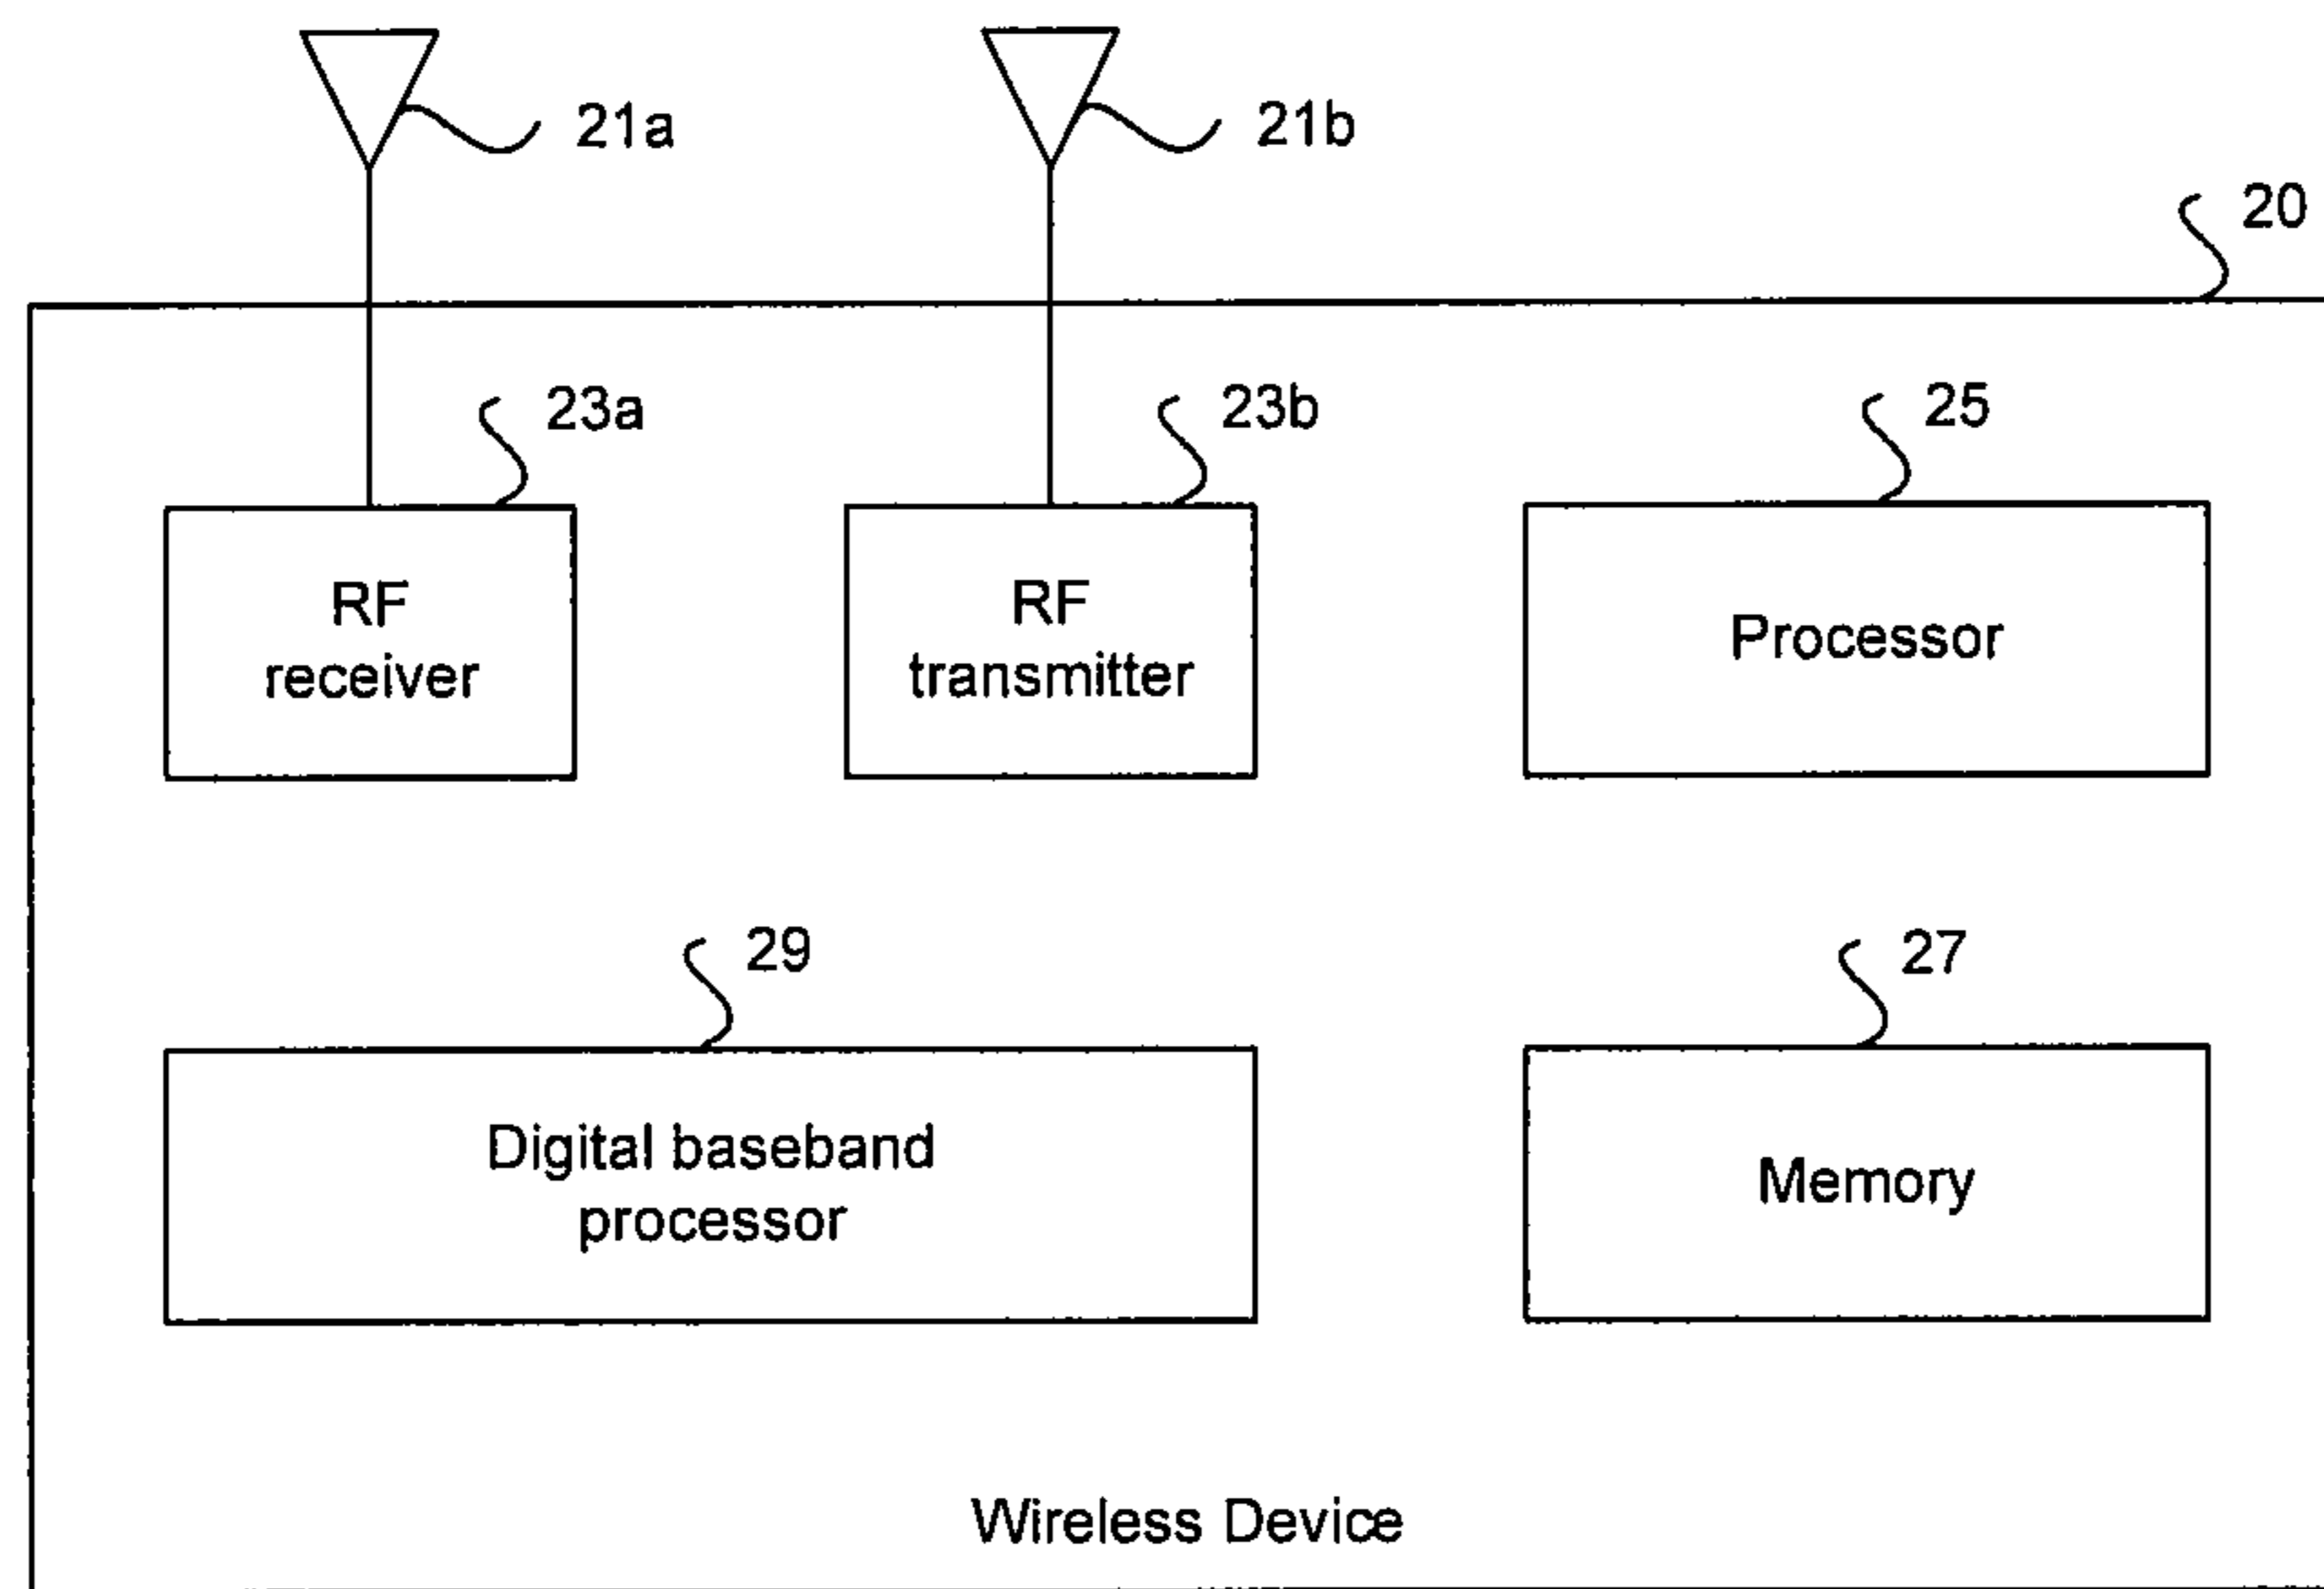 21a
21b
20
23a
23b
25
RF
receiver
RF
transmitter
Processor
29
27
Digital baseband
processor
Memory
Wireless Device